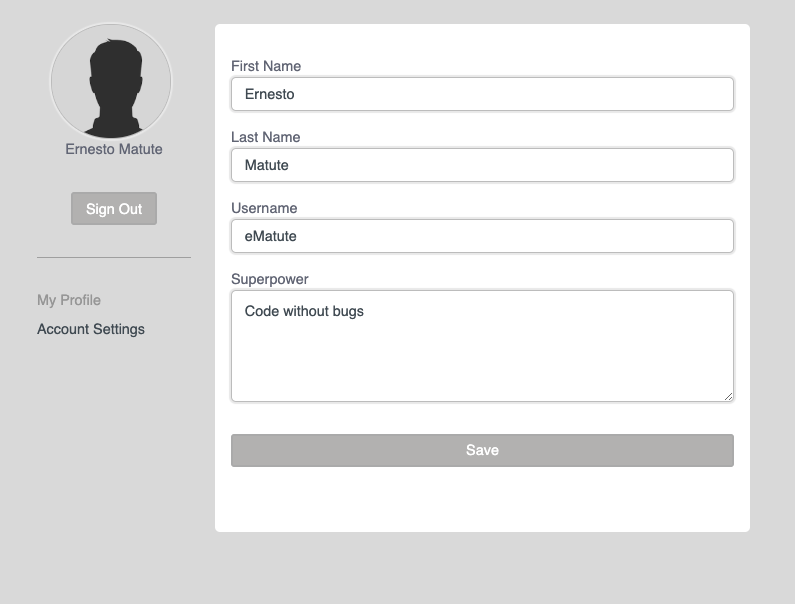 Ernesto Matute
Sign Out
My Profile
Account Settings
First Name
Ernesto
Last Name
Matute
Username
eMatute
Superpower
Code without bugs
Save